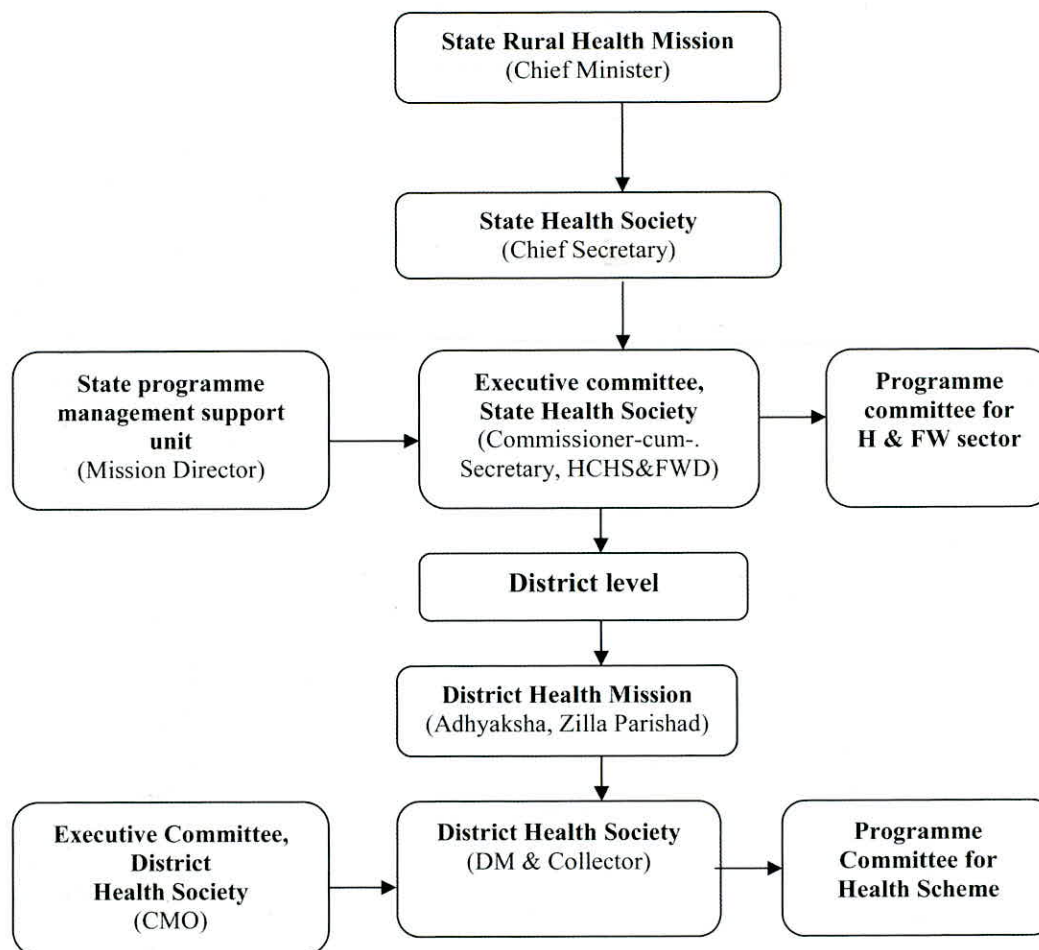 State Rural Health Mission
(Chief Minister)
State Health Society
(Chief Secretary)
State programme
management support
unit
(Mission Director)
Executive committee,
State Health Society
(Commissioner-cum-.
Secretary, HCHS&FWD)
Programme
committee for
H & FW sector
District level
District Health Mission
(Adhyaksha, Zilla Parishad)
Executive Committee,
District
Health Society
(CMO)
District Health Society
(DM & Collector)
Programme
Committee for
Health Scheme